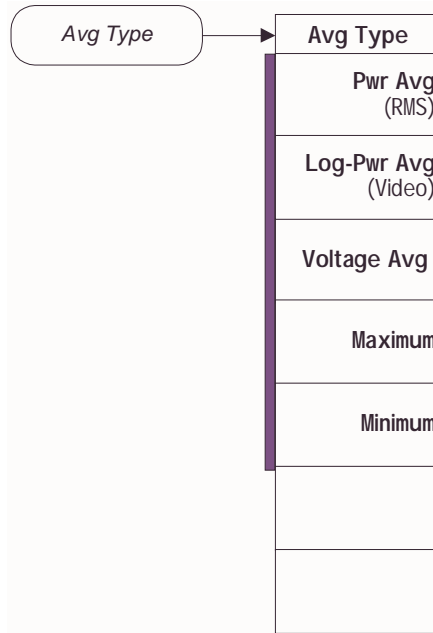 Avg Type
Avg Type
Pwr Avg
(RMS)
Log-Pwr Avg
(Video)
Voltage Avg
Maximum
Minimum